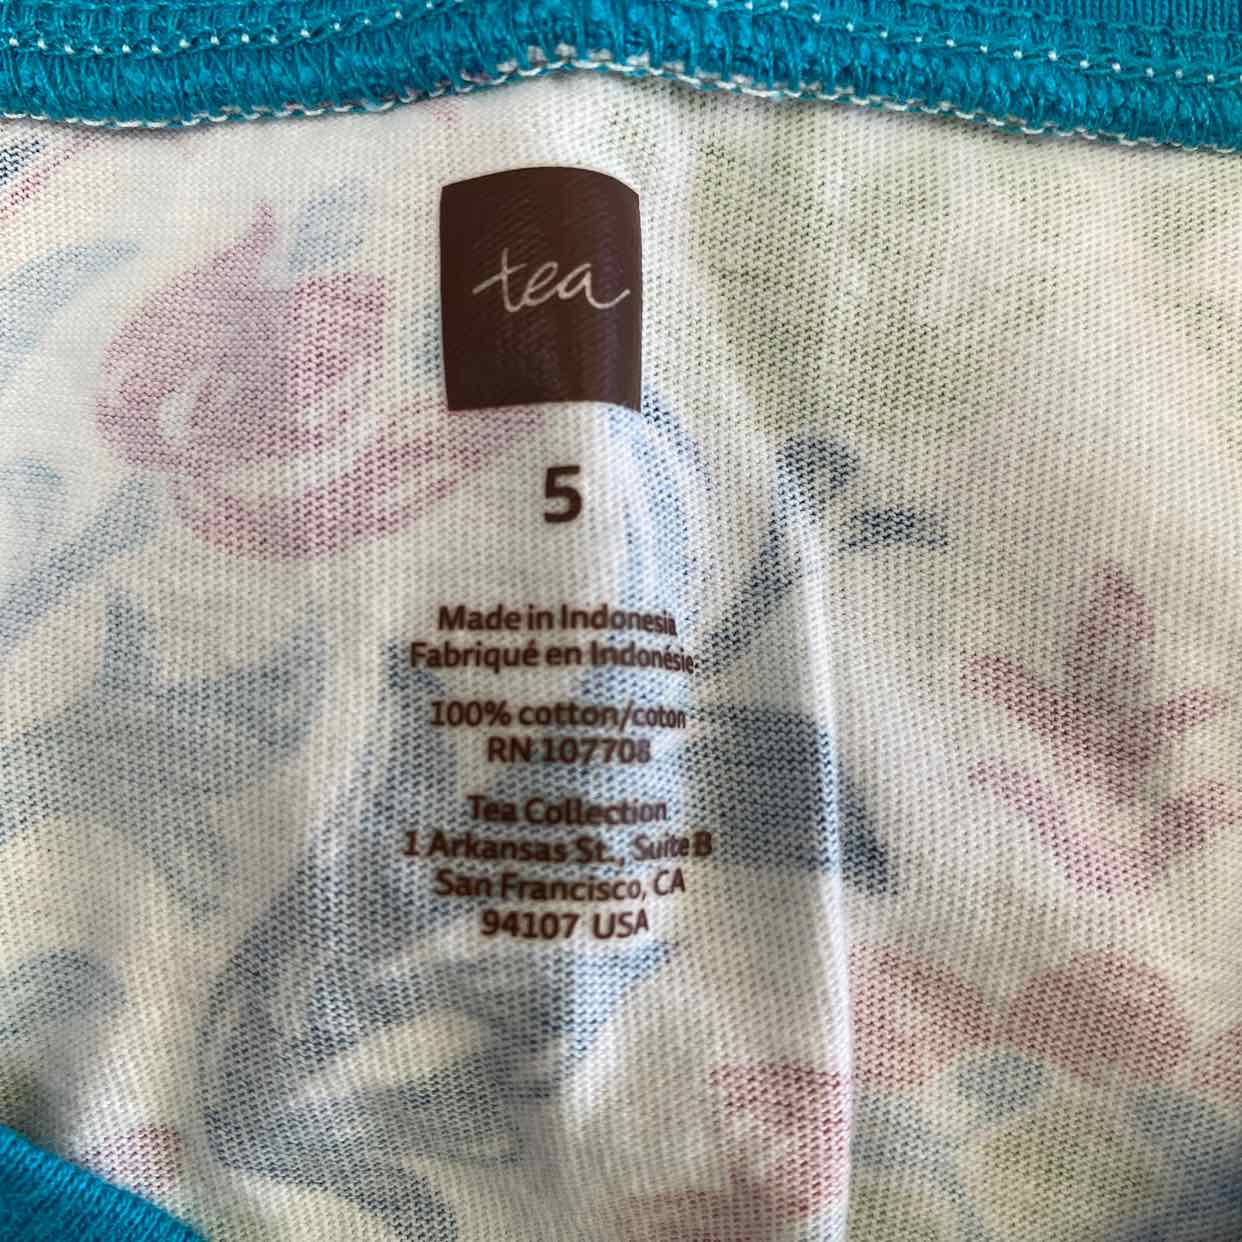 tea
5
Made in Indonesia
Fabriqué en Indonésie
100% cotton/coton
RN 107708
Tea Collection
1 Arkansas St., Suite B
San Francisco, CA
94107 USA